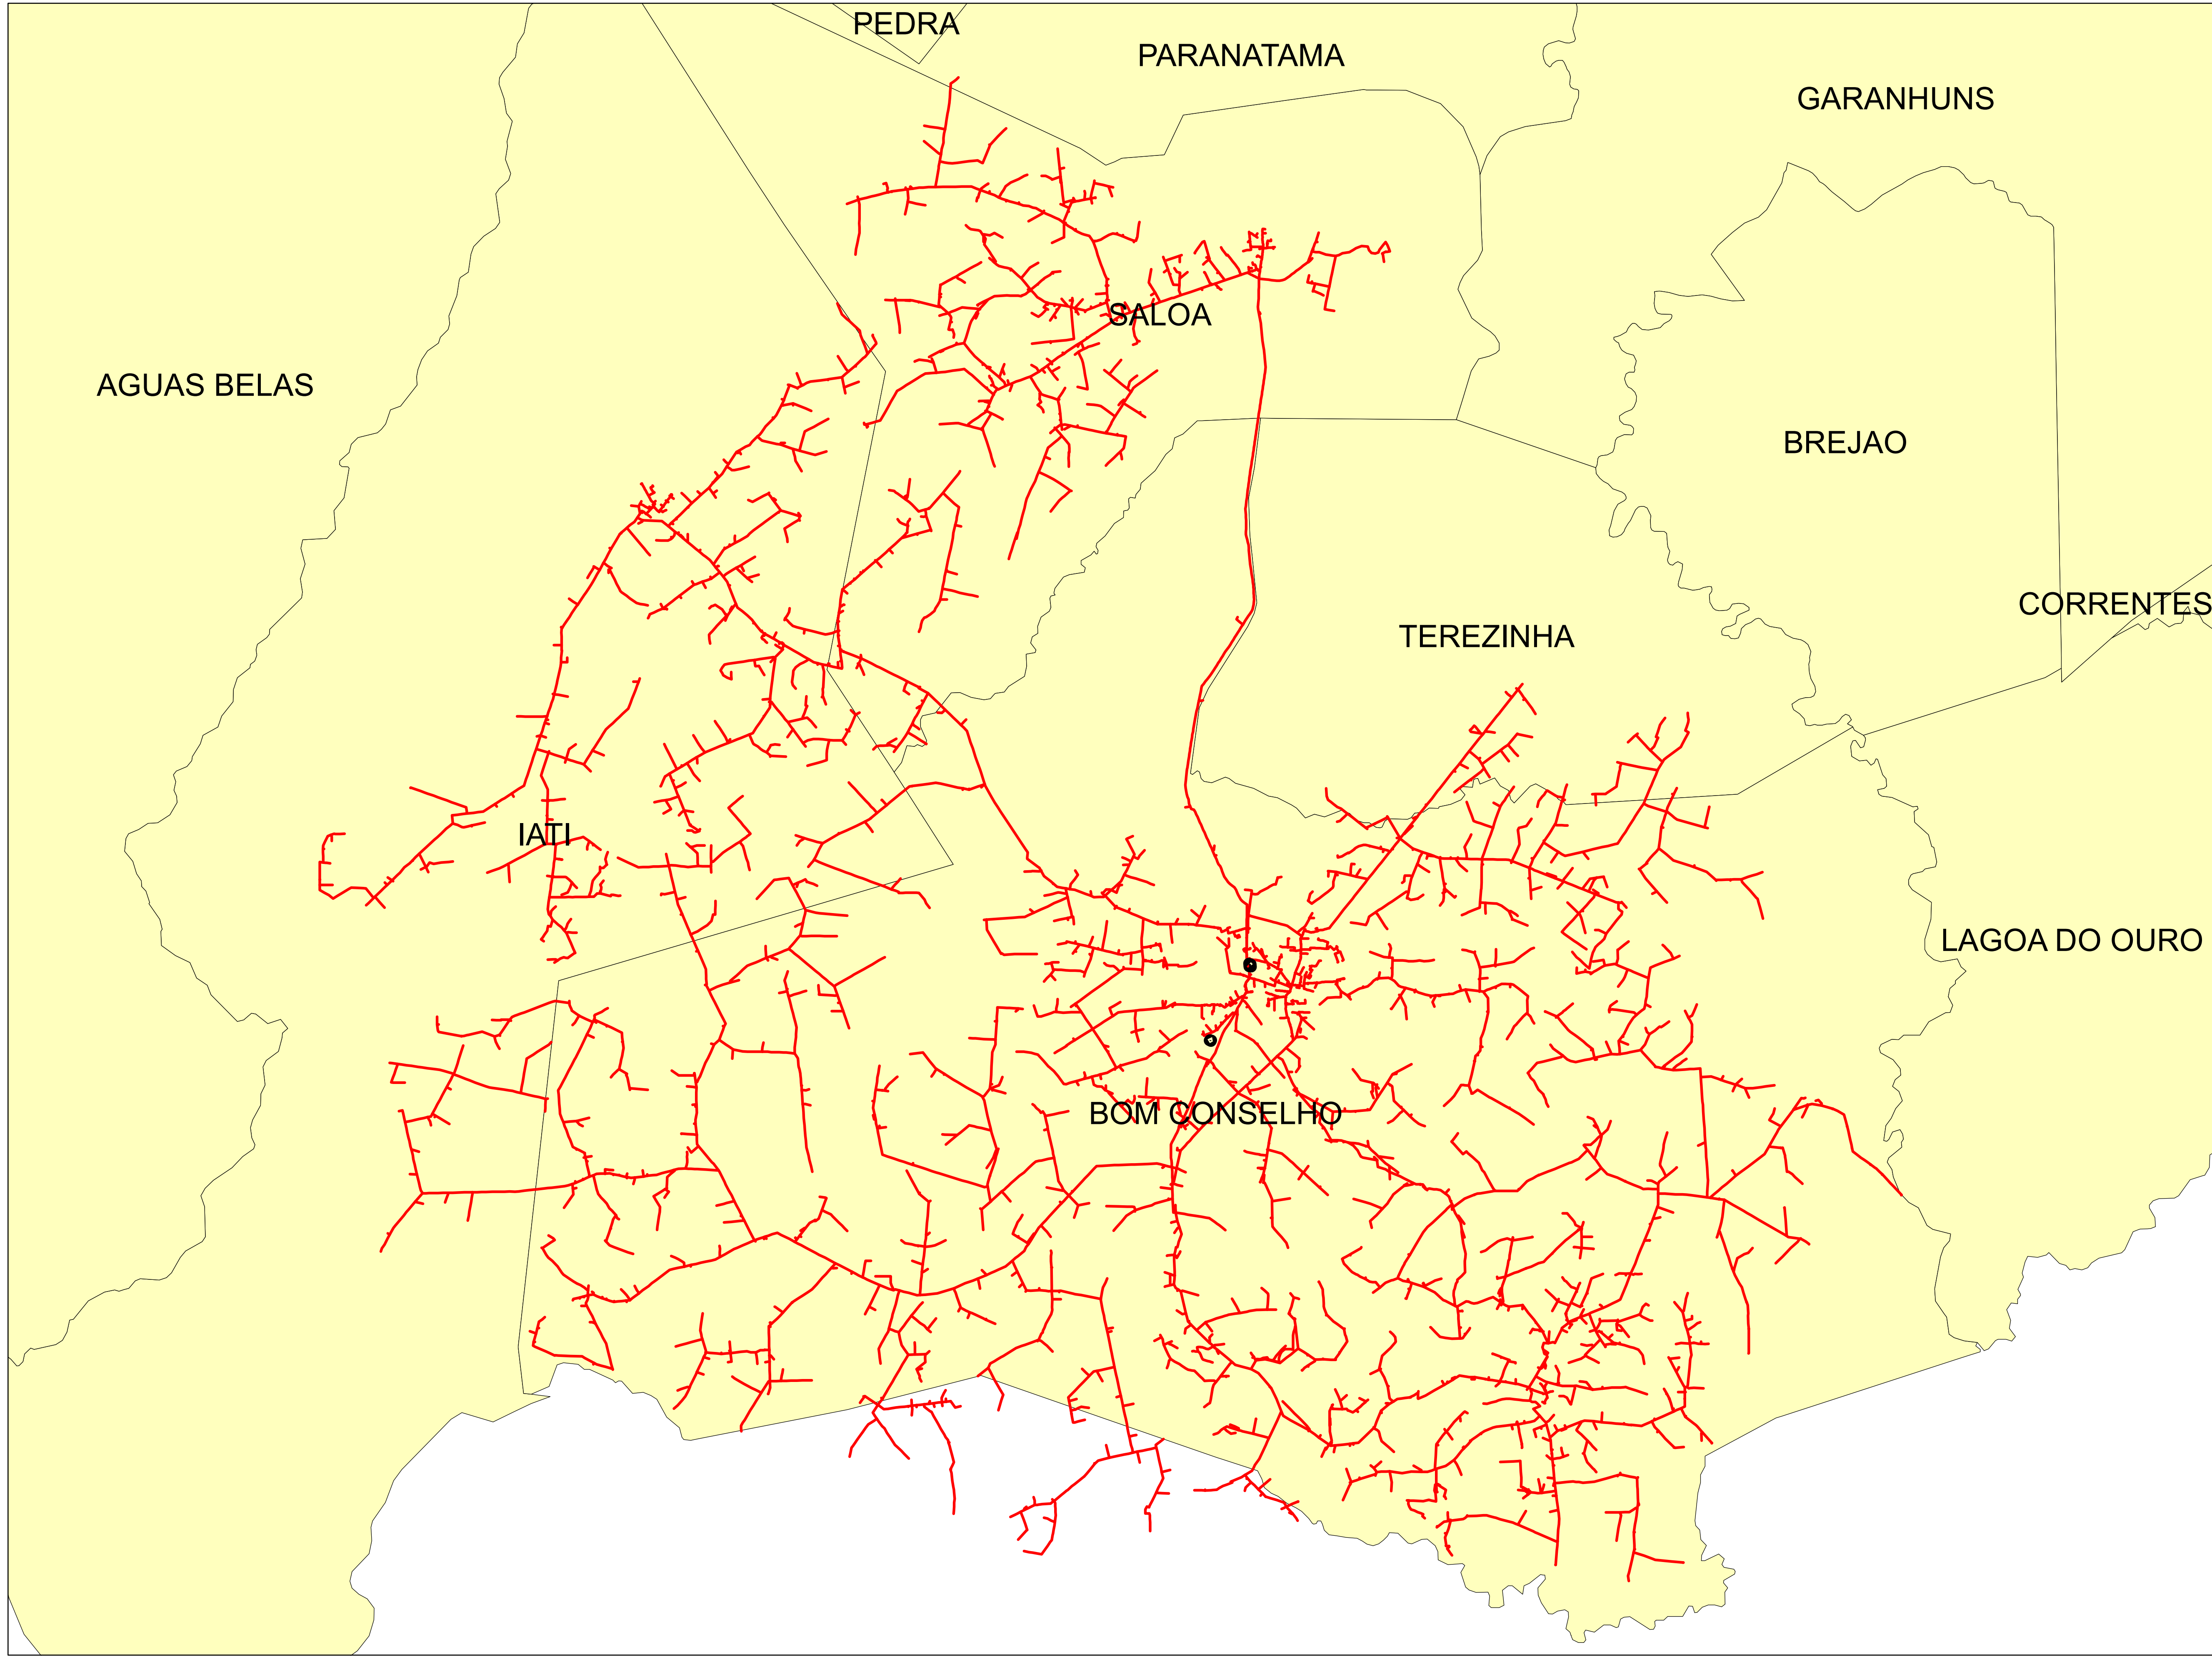 PEDRA
PARANATAMA
GARANHUNS
SALOA
AGUAS BELAS
BREJAO
CORRENTES
TEREZINHA
IATI
LAGOA DO OURO
BOM CONSELHO